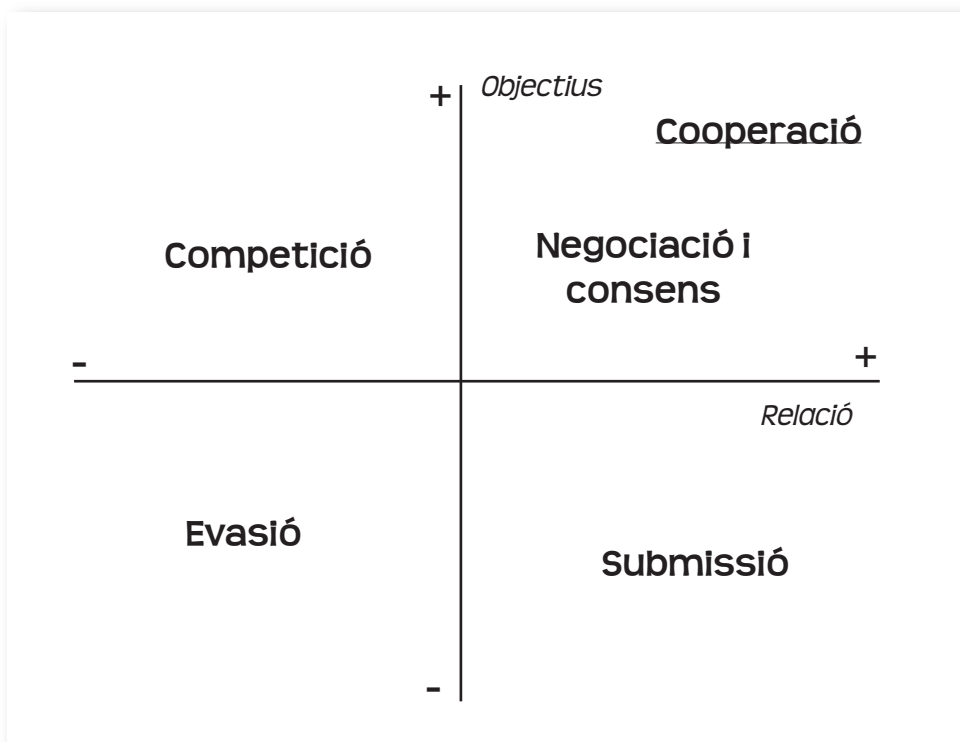 + Objectius
Cooperació
Competició
Negociació i
consens
-
+
Relació
Evasió
Submissió
-